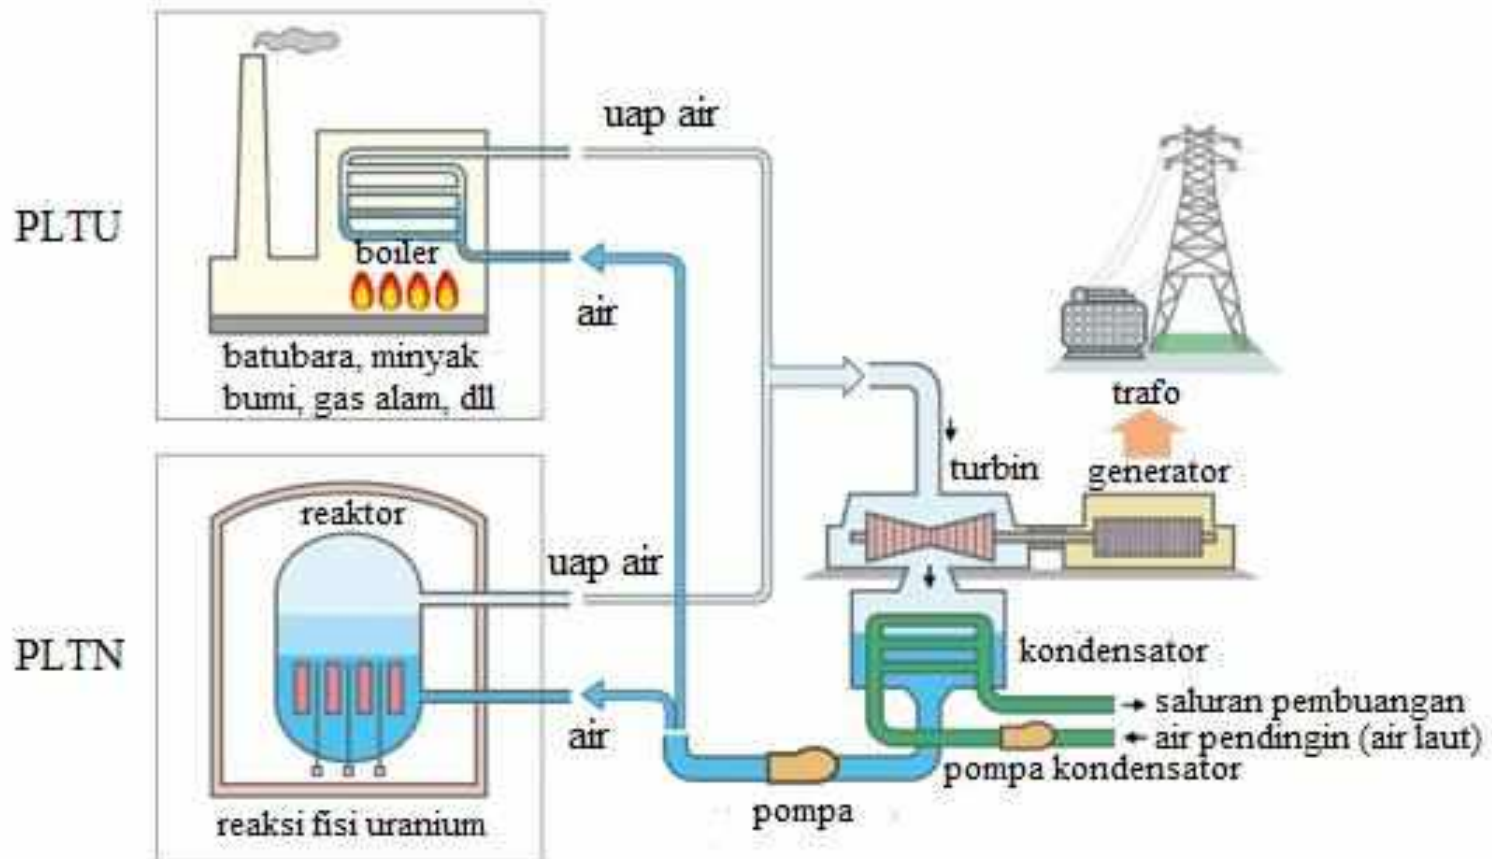 PLTU
uap air
boiler
air
batubara, minyak
bumi, gas alam, dll
trafo
turbin
generator
PLTN
reaktor
uap air
air
reaksi fisi uranium
kondensator
saluran pembuangan
air pendingin (air laut)
pompa kondensator
pompa